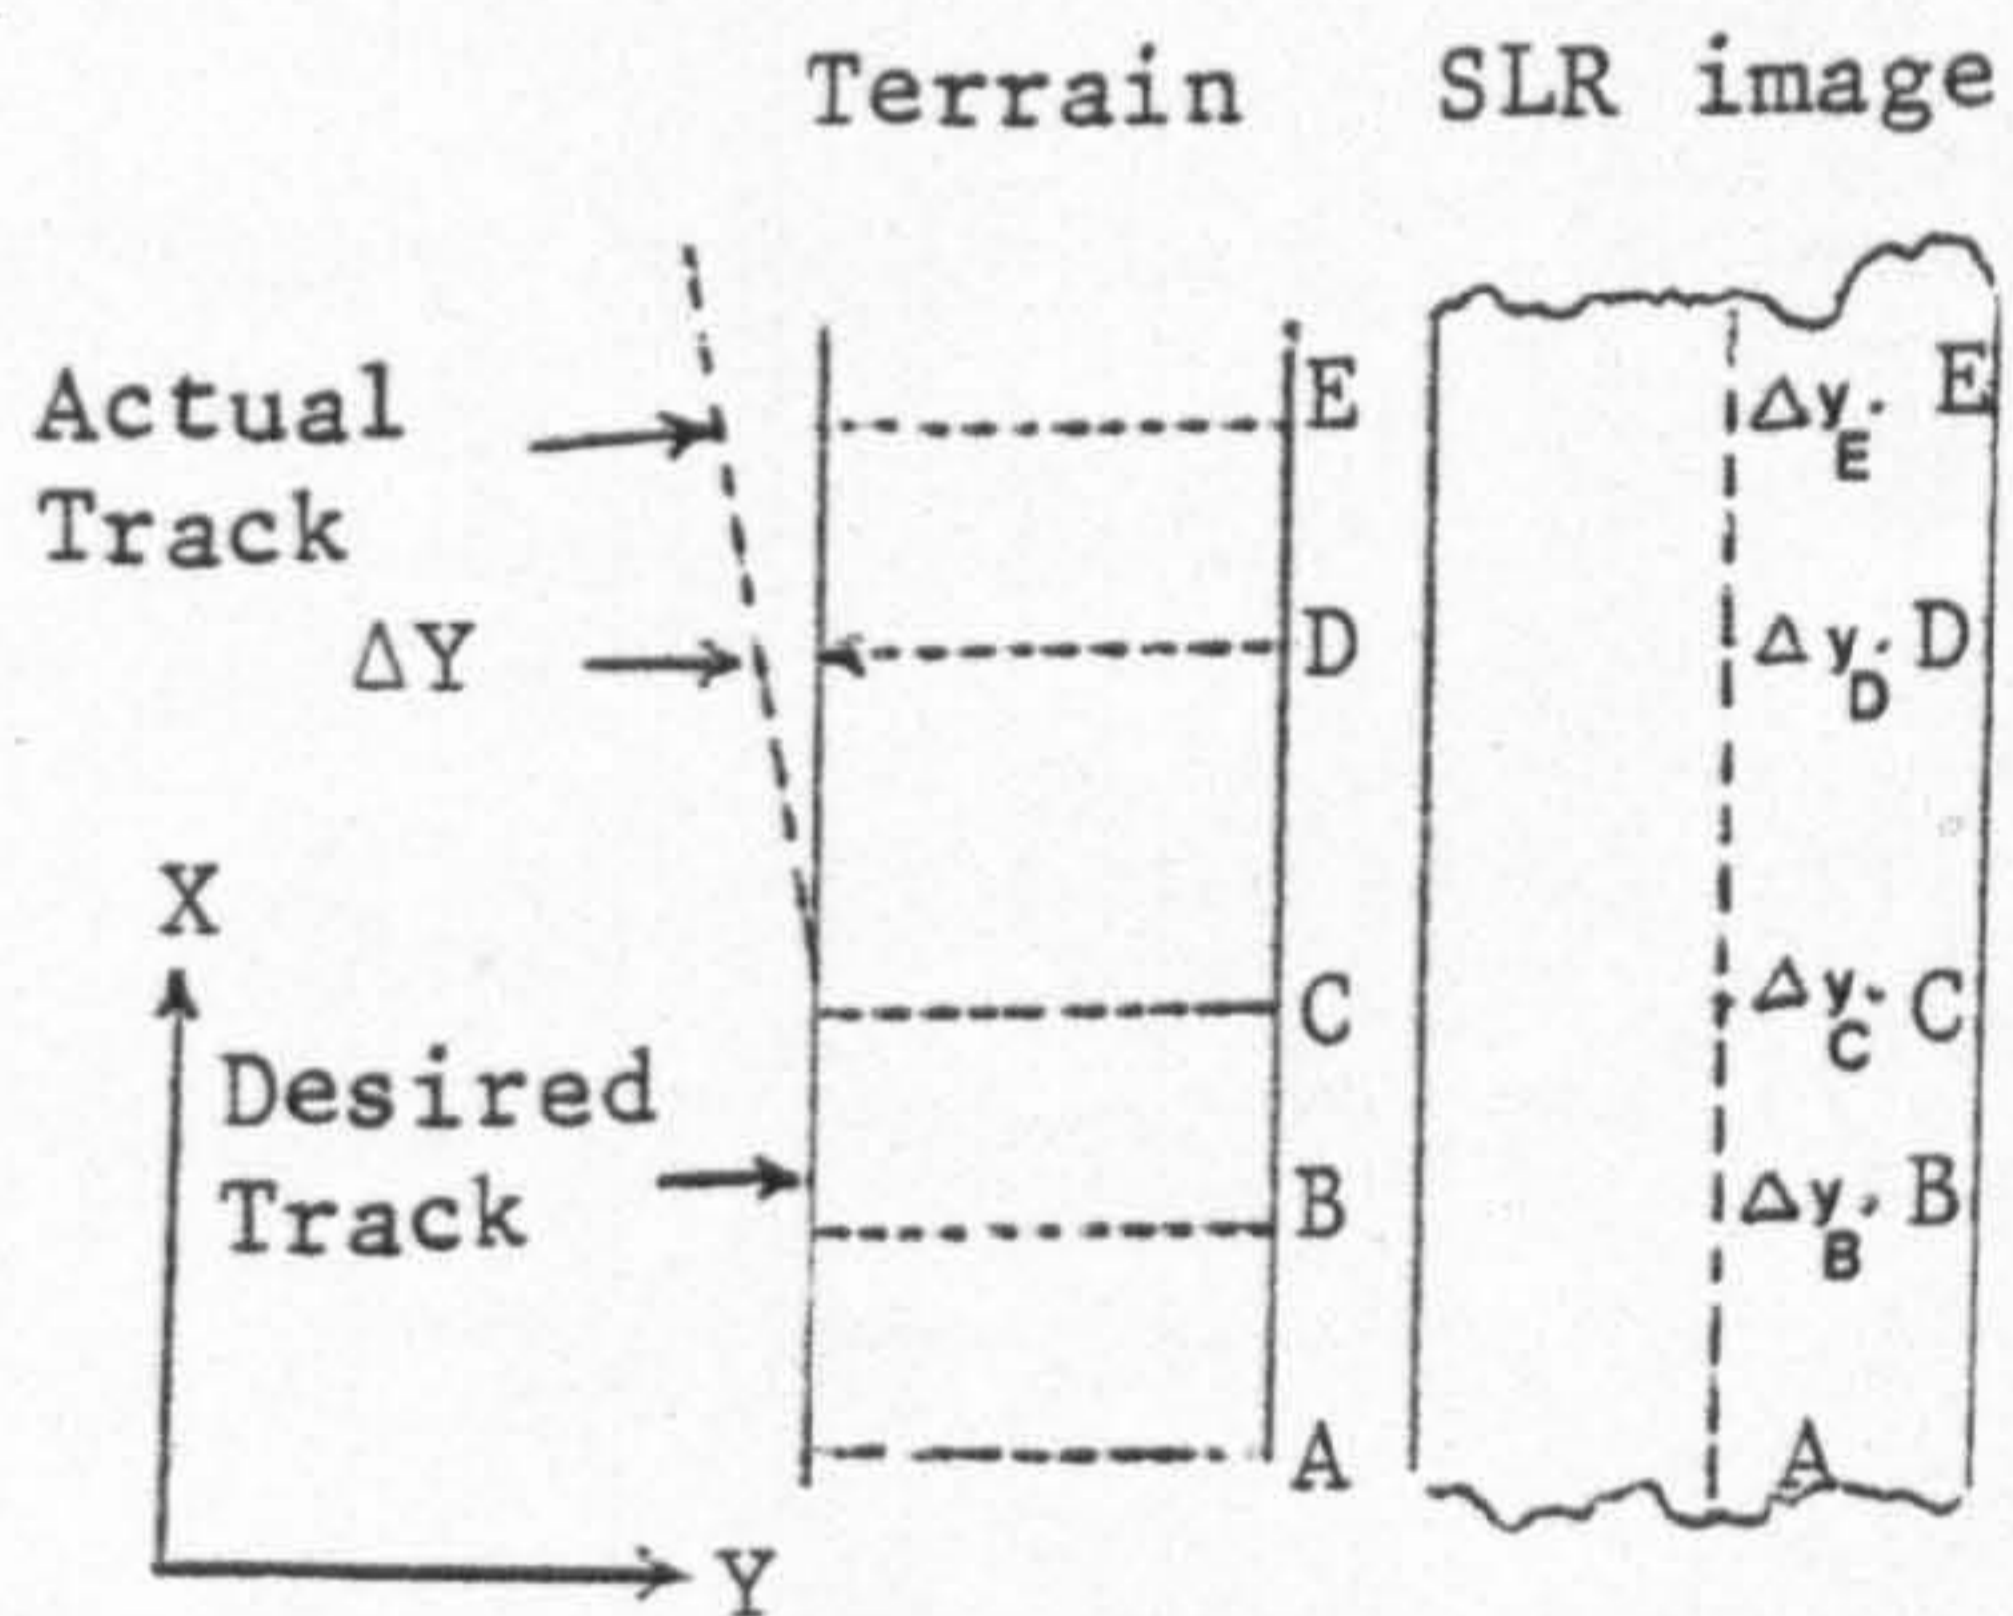 Terrain SLR image
Actual
Track
ΔY
X
Desired
Track
Y
E
D
C
B
A
Δy E
E
Δy D
D
Δy C
C
Δy B
B
A